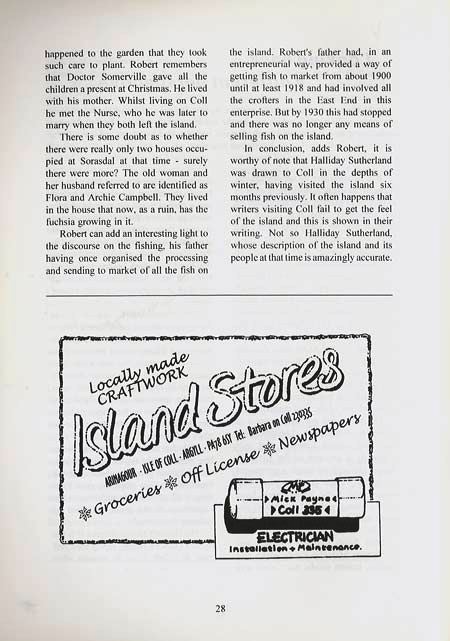 happened to the garden that they took
such care to plant. Robert remembers
that Doctor Somerville gave all the
children a present at Christmas. He lived
with his mother. Whilst living on Coll
he met the Nurse, who he was later to
marry when they both left the island.
There is some doubt as to whether
there were really only two houses occu-
pied at Sorasdal at that time - surely
there were more? The old woman and
her husband referred to are identified as
Flora and Archie Campbell. They lived
in the house that now, as a ruin, has the
fuchsia growing in it.
Robert can add an interesting light to
the discourse on the fishing, his father
having once organised the processing
and sending to market of all the fish on
the island. Robert's father had, in an
entrepreneurial way, provided a way of
getting fish to market from about 1900
until at least 1918 and had involved all
the crofters in the East End in this
enterprise. But by 1930 this had stopped
and there was no longer any means of
selling fish on the island.
In conclusion, adds Robert, it is
worthy of note that Halliday Sutherland
was drawn to Coll in the depths of
winter, having visited the island six
months previously. It often happens that
writers visiting Coll fail to get the feel
of the island and this is shown in their
writing. Not so Halliday Sutherland,
whose description of the island and its
people at that time is amazingly accurate.
Locally made
CRAFTWORK
Island Stores
ARINAGOUR - ISLE OF COLL - ARGYLL - PA78 6SY Tel: Barbara on Coll
Groceries Off License Newspapers
Mick Payne
Coll
ELECTRICIAN
Installation + Maintenance.
28